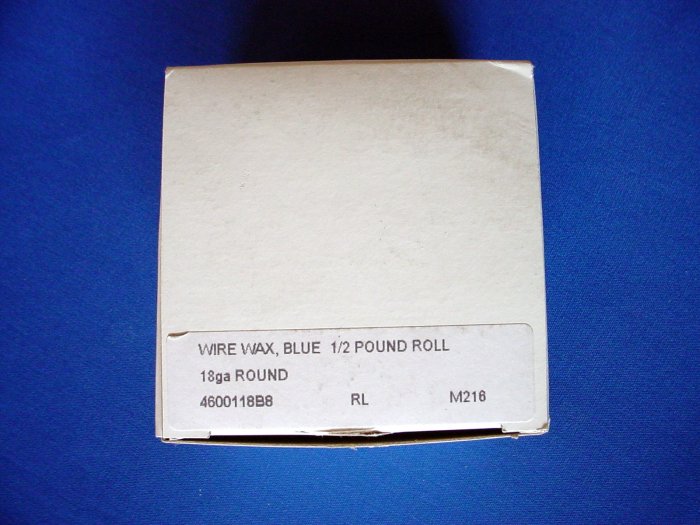 WIRE WAX, BLUE 1/2 POUND ROLL
18ga ROUND
4600118B8 RL M216